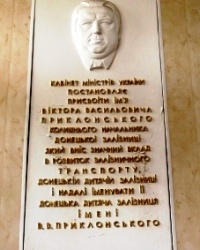 КАБІНЕТ МІНІСТРІВ УКРАЇНИ
ПОСТАНОВЛЯЄ
ПРИСВОЇТИ ІМ'Я
ВІКТОРА ВАСИЛЬОВИЧА
ПРИКЛОНСЬКОГО
КОЛИШНЬОГО НАЧАЛЬНИКА
ДОНЕЦЬКОЇ ЗАЛІЗНИЦІ
ЯКИЙ ВНІС ЗНАЧНИЙ ВКЛАД
В РОЗВИТОК ЗАЛІЗНИЧНОГО
ТРАНСПОРТУ,
ДОНЕЦЬКІЙ ДИТЯЧІЙ ЗАЛІЗНИЦІ
І НАДАЛІ ІМЕНУВАТИ ЇЇ
ДОНЕЦЬКА ДИТЯЧА ЗАЛІЗНИЦЯ
ІМЕНІ
В.В.ПРИКЛОНСЬКОГО